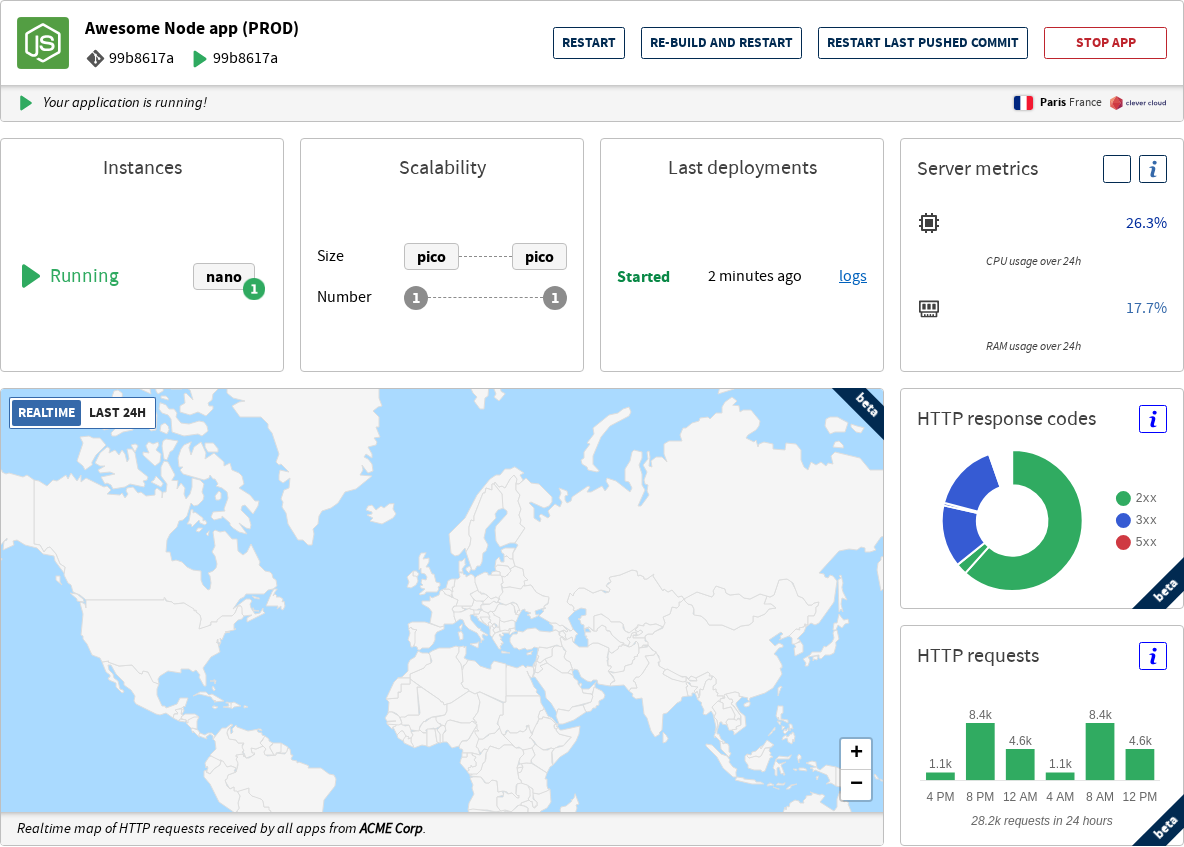 Awesome Node app (PROD)
99b8617a 99b8617a
RESTART
RE-BUILD AND RESTART
RESTART LAST PUSHED COMMIT
STOP APP
Your application is running!
Paris France
clever cloud
Instances
Running
nano
1
Scalability
Size pico pico
Number 1 1
Last deployments
Started 2 minutes ago logs
Server metrics
i
26.3%
CPU usage over 24h
17.7%
RAM usage over 24h
REALTIME LAST 24H
beta
+
−
Realtime map of HTTP requests received by all apps from ACME Corp.
HTTP response codes
i
2xx
3xx
5xx
beta
HTTP requests
i
1.1k 8.4k 4.6k 1.1k 8.4k 4.6k
4 PM 8 PM 12 AM 4 AM 8 AM 12 PM
28.2k requests in 24 hours
beta